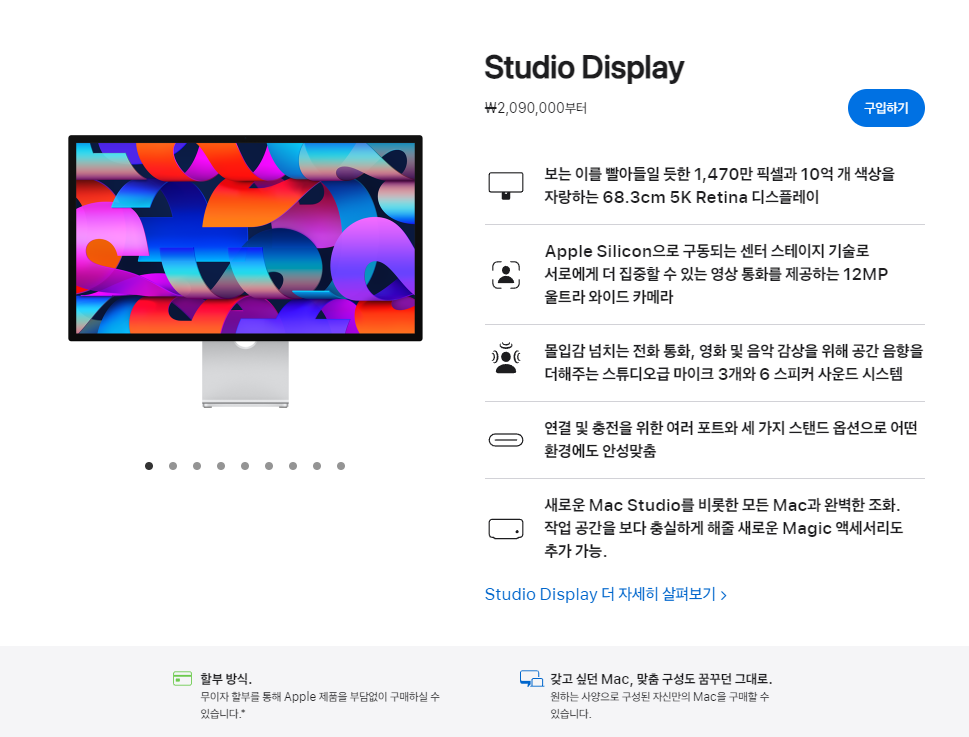 Studio Display
₩2,090,000부터
구입하기
보는 이를 빨아들일 듯한 1,470만 픽셀과 10억 개 색상을
자랑하는 68.3cm 5K Retina 디스플레이
Apple Silicon으로 구동되는 센터 스테이지 기술로
서로에게 더 집중할 수 있는 영상 통화를 제공하는 12MP
울트라 와이드 카메라
몰입감 넘치는 전화 통화, 영화 및 음악 감상을 위해 공간 음향을
더해주는 스튜디오급 마이크 3개와 6 스피커 사운드 시스템
연결 및 충전을 위한 여러 포트와 세 가지 스탠드 옵션으로 어떤
환경에도 안성맞춤
새로운 Mac Studio를 비롯한 모든 Mac과 완벽한 조화.
작업 공간을 보다 충실하게 해줄 새로운 Magic 액세서리도
추가 가능.
Studio Display 더 자세히 살펴보기 >
할부 방식.
무이자 할부를 통해 Apple 제품을 부담없이 구매하실 수
있습니다.*
갖고 싶던 Mac, 맞춤 구성도 꿈꾸던 그대로.
원하는 사양으로 구성된 자신만의 Mac을 구매할 수
있습니다.